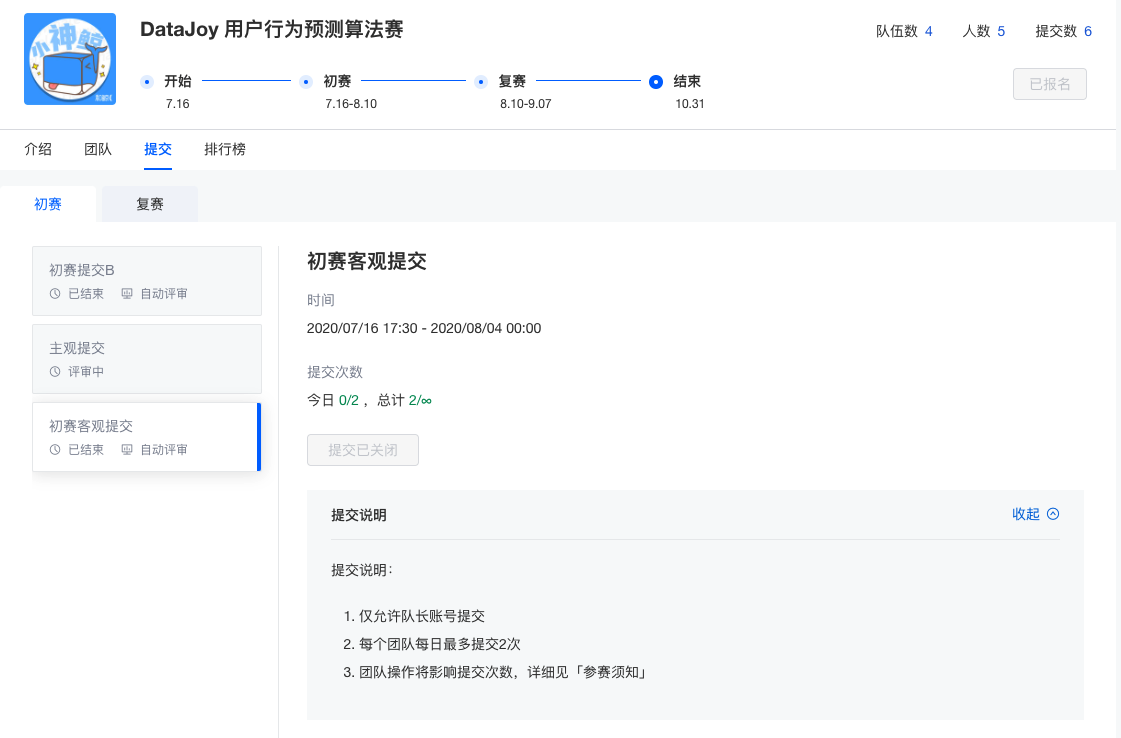 小神鲸
DataJoy 用户行为预测算法赛
队伍数 4 人数 5 提交数 6
开始 初赛 复赛 结束
7.16 7.16-8.10 8.10-9.07 10.31
已报名
介绍 团队 提交 排行榜
初赛 复赛
初赛提交B
已结束 自动评审
主观提交
评审中
初赛客观提交
已结束 自动评审
初赛客观提交
时间
2020/07/16 17:30 - 2020/08/04 00:00
提交次数
今日 0/2 ，总计 2/∞
提交已关闭
提交说明 收起
提交说明：
1. 仅允许队长账号提交
2. 每个团队每日最多提交2次
3. 团队操作将影响提交次数，详细见「参赛须知」